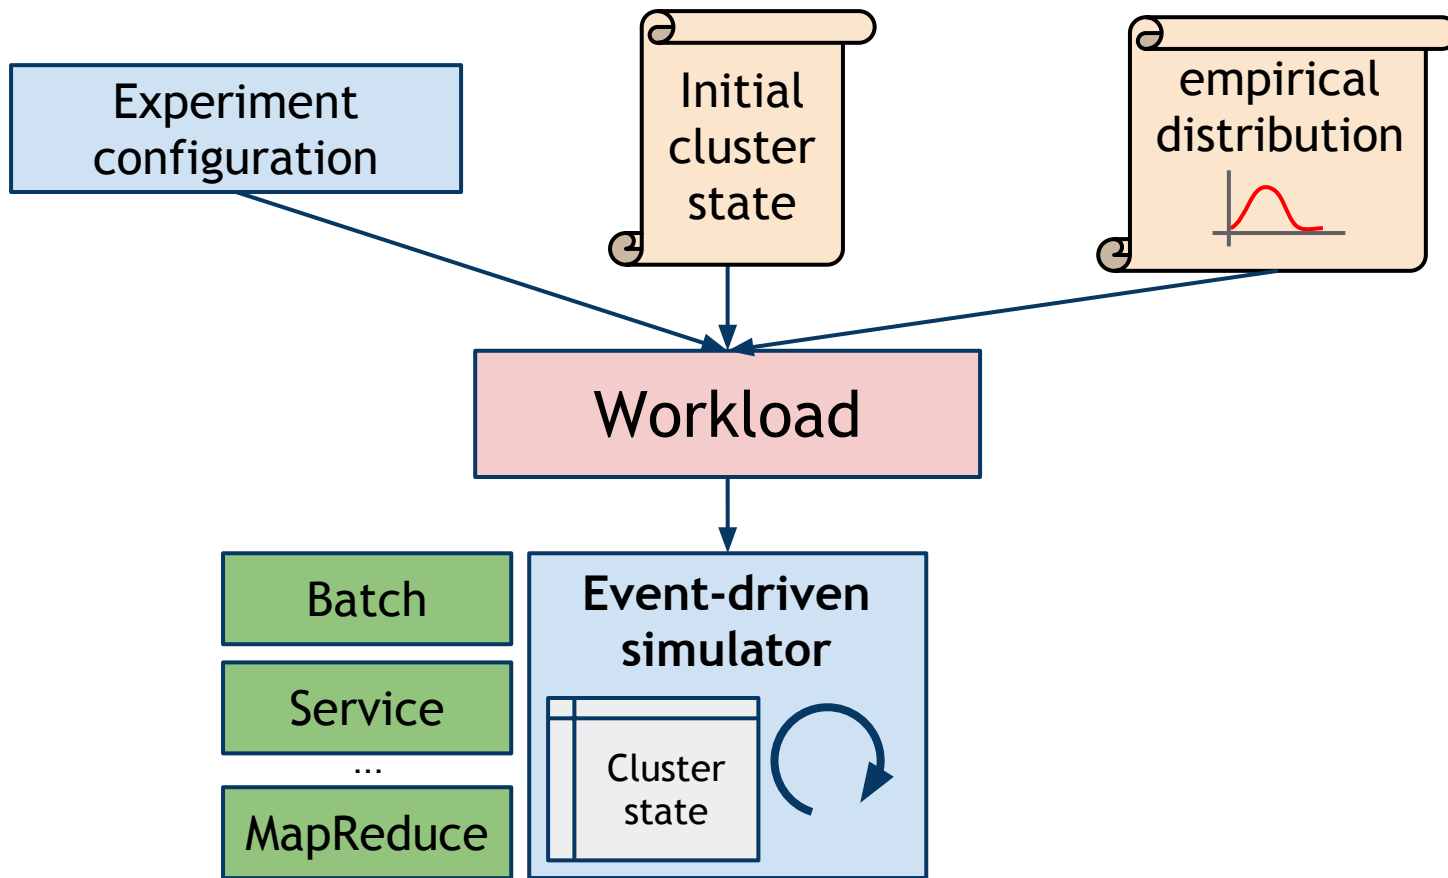 Experiment
configuration
Initial
cluster
state
empirical
distribution
Workload
Batch
Service
...
MapReduce
Event-driven
simulator
Cluster
state